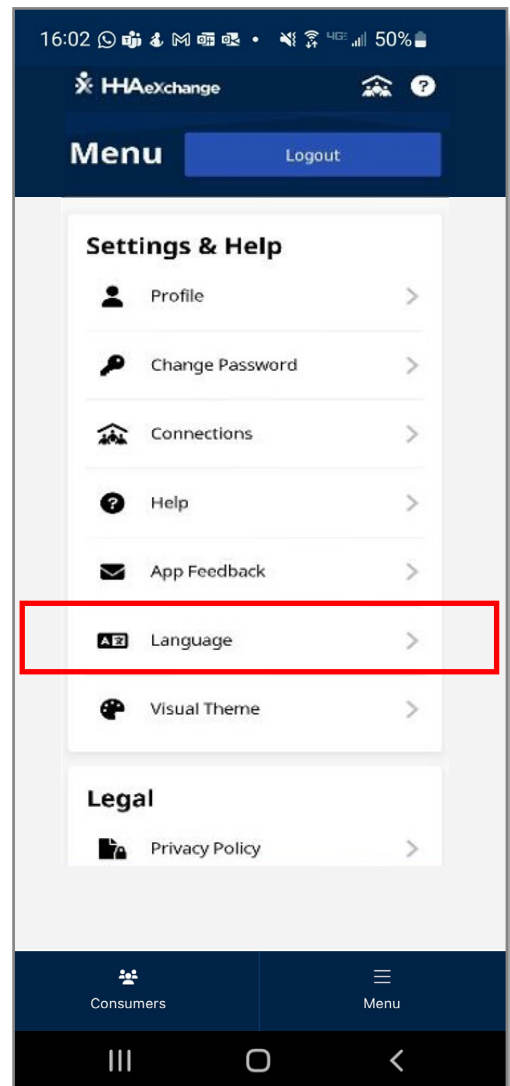 16:02 4GE 50%
HHAeXchange
Menu Logout
Settings & Help
Profile
Change Password
Connections
Help
App Feedback
Language
Visual Theme
Legal
Privacy Policy
Consumers Menu